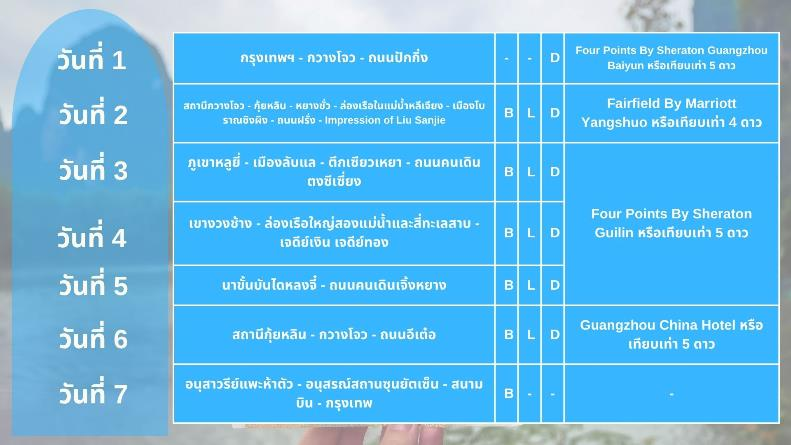 วันที่ 1
กรุงเทพฯ - กวางโจว - ถนนปักกิ่ง
-
-
D
Four Points By Sheraton Guangzhou
Baiyun หรือเทียบเท่า 5 ดาว
วันที่ 2
สถานีกวางโจว - กุ้ยหลิน - หยางซั่ว - ล่องเรือในแม่น้ำหลีเจียง - เมืองโบ
ราณซิงผิง - ถนนฝรั่ง - Impression of Liu Sanjie
B
L
D
Fairfield By Marriott
Yangshuo หรือเทียบเท่า 4 ดาว
วันที่ 3
ภูเขาหลูยี่ - เมืองลับแล - ตึกเซียวเหยา - ถนนคนเดิน
ตงซีเซี่ยง
B
L
D
Four Points By Sheraton
Guilin หรือเทียบเท่า 5 ดาว
วันที่ 4
เขางวงช้าง - ล่องเรือใหญ่สองแม่น้ำและสี่ทะเลสาบ -
เจดีย์เงิน เจดีย์ทอง
B
L
D
วันที่ 5
นาขั้นบันไดหลงจี๋ - ถนนคนเดินเจิ้งหยาง
B
L
D
วันที่ 6
สถานีกุ้ยหลิน - กวางโจว - ถนนอีเต๋อ
B
L
D
Guangzhou China Hotel หรือ
เทียบเท่า 5 ดาว
วันที่ 7
อนุสาวรีย์แพะห้าตัว - อนุสรณ์สถานซุนยัตเซ็น - สนาม
บิน - กรุงเทพ
B
-
-
-